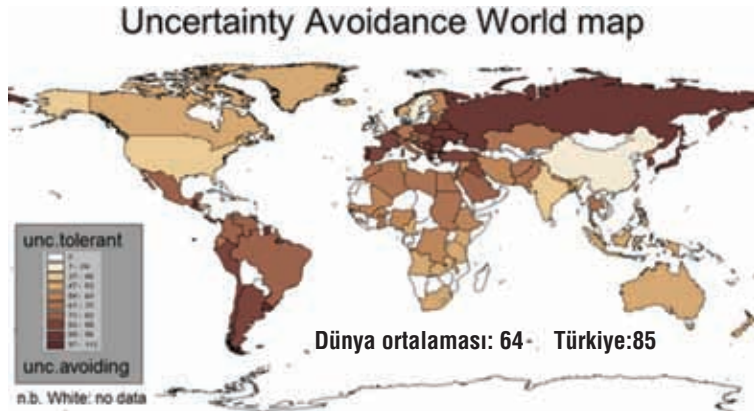 Uncertainty Avoidance World map
unc.tolerant
unc.avoiding
n.b. White: no data
Dünya ortalaması: 64
Türkiye:85